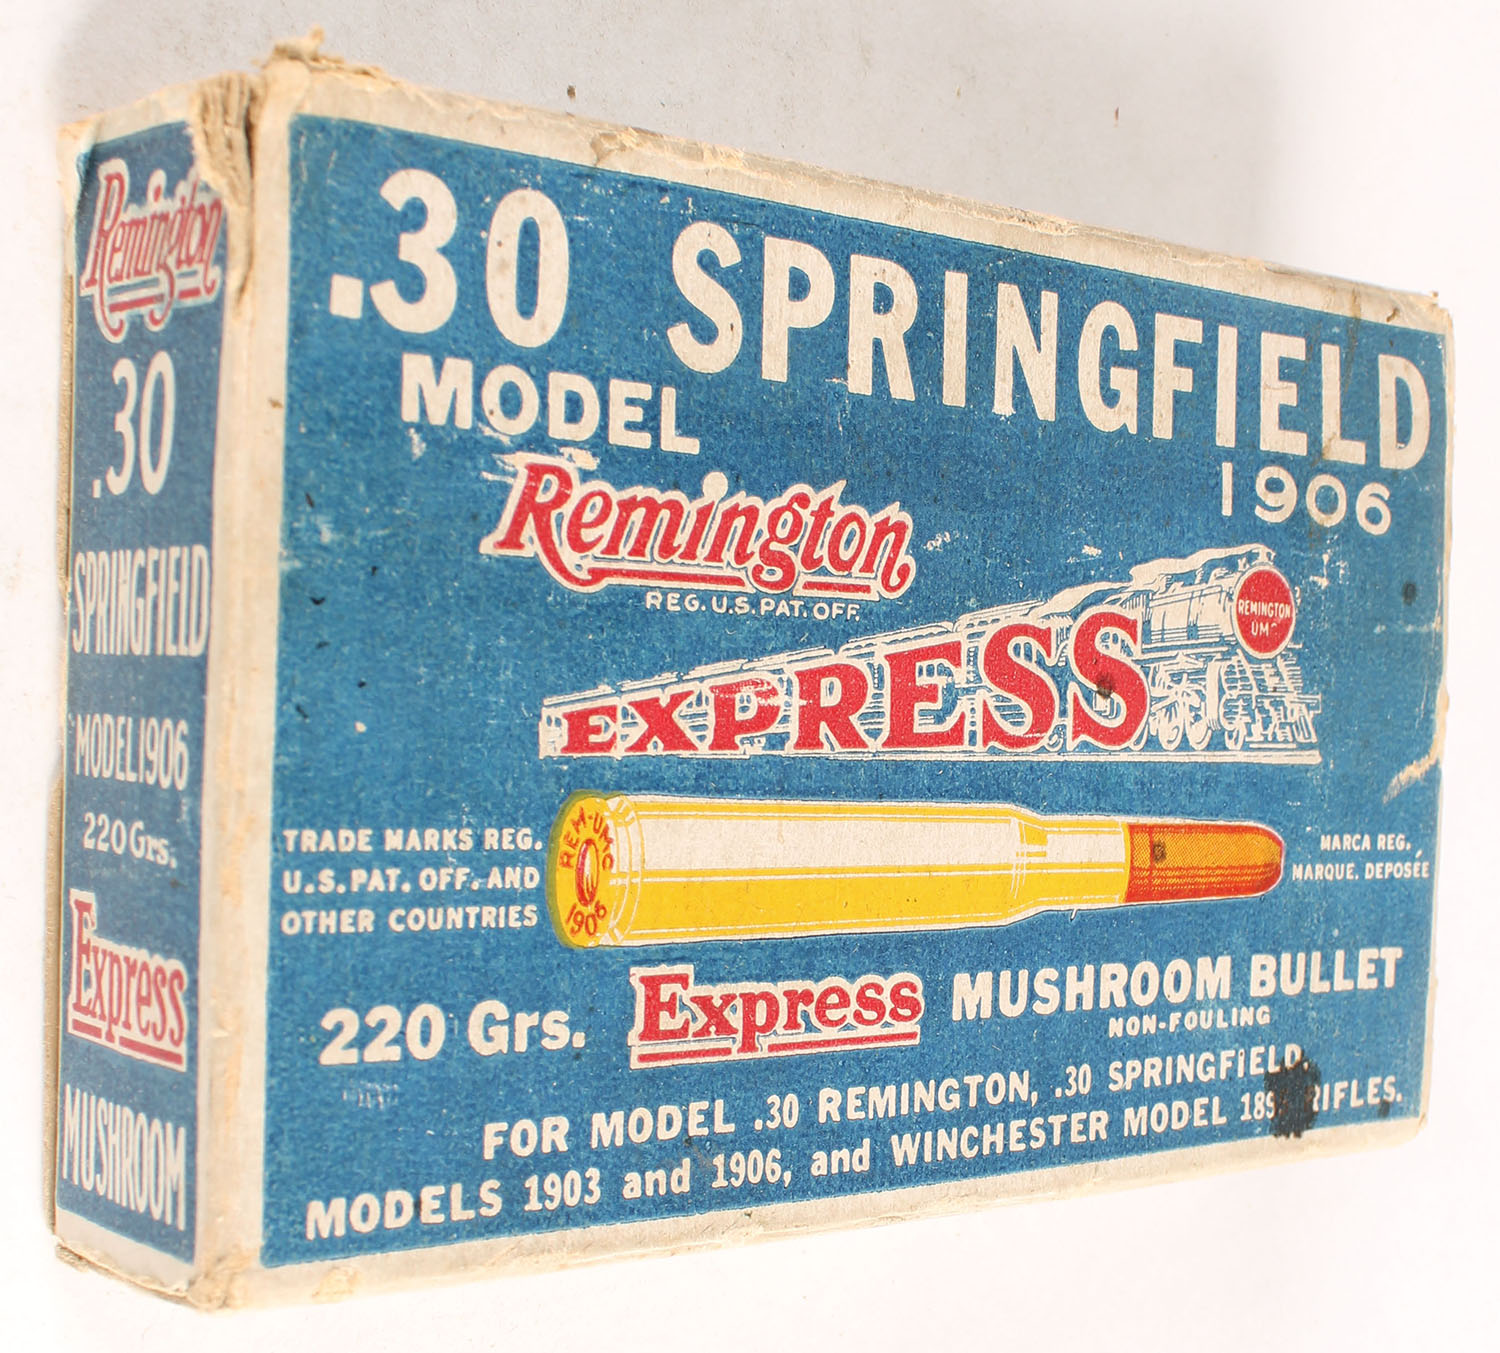 Remington
.30
SPRINGFIELD
MODEL 1906
220 Grs.
Express
MUSHROOM
.30 SPRINGFIELD
MODEL
1906
Remington
REG. U.S. PAT. OFF.
REMINGTON
UMC
EXPRESS
TRADE MARKS REG.
U.S. PAT. OFF. AND
OTHER COUNTRIES
REM-UMC
1906
MARCA REG.
MARQUE. DEPOSÉE
220 Grs. Express MUSHROOM BULLET
NON-FOULING
FOR MODEL .30 REMINGTON, .30 SPRINGFIELD,
MODELS 1903 and 1906, and WINCHESTER MODEL RIFLES.